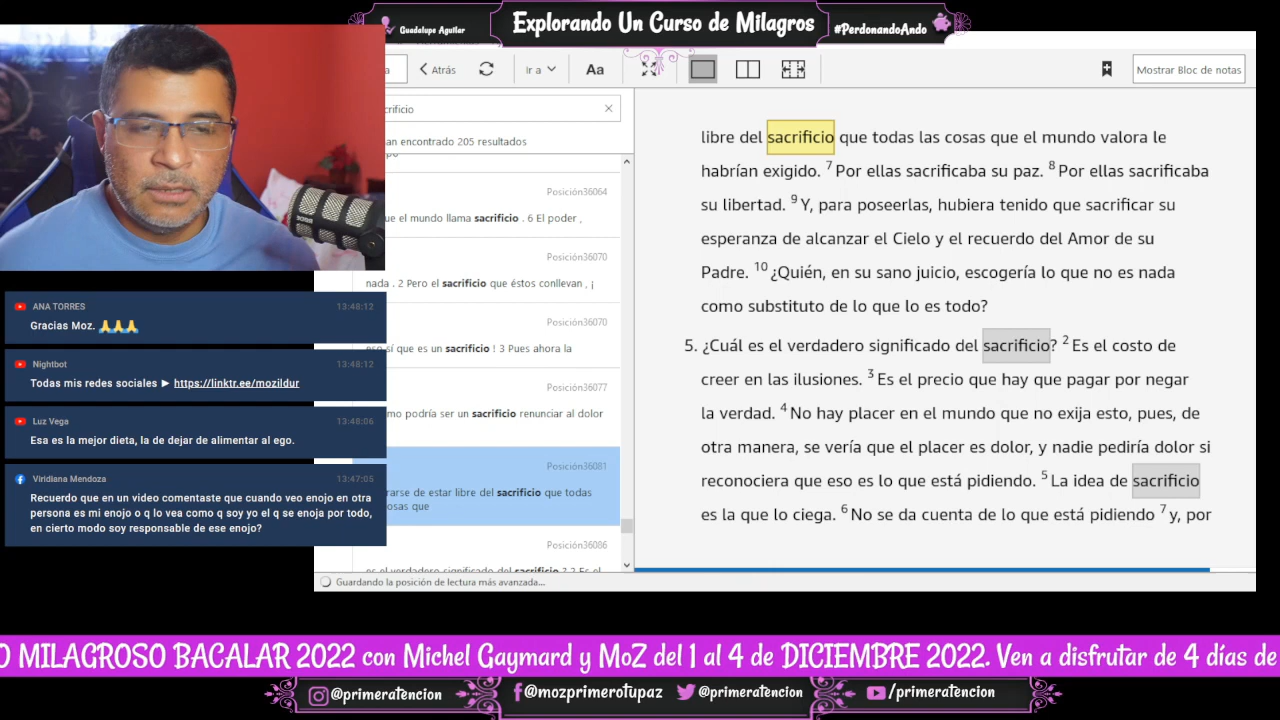 Guadalupe Aguilar
Explorando Un Curso de Milagros
#PerdonandoAndo
Atrás
Ir a
Aa
Mostrar Bloc de notas
crificio
an encontrado 205 resultados
Posición36064
ue el mundo llama sacrificio . 6 El poder ,
Posición36070
nada . 2 Pero el sacrificio que éstos conllevan , ¡
Posición36070
eso sí que es un sacrificio ! 3 Pues ahora la
Posición36077
mo podría ser un sacrificio renunciar al dolor
Posición36081
rarse de estar libre del sacrificio que todas
osas que
Posición36086
es el verdadero significado del sacrificio ? 2 Es el
Guardando la posición de lectura más avanzada...
libre del sacrificio que todas las cosas que el mundo valora le
habrían exigido. 7 Por ellas sacrificaba su paz. 8 Por ellas sacrificaba
su libertad. 9 Y, para poseerlas, hubiera tenido que sacrificar su
esperanza de alcanzar el Cielo y el recuerdo del Amor de su
Padre. 10 ¿Quién, en su sano juicio, escogería lo que no es nada
como substituto de lo que lo es todo?
5. ¿Cuál es el verdadero significado del sacrificio? 2 Es el costo de
creer en las ilusiones. 3 Es el precio que hay que pagar por negar
la verdad. 4 No hay placer en el mundo que no exija esto, pues, de
otra manera, se vería que el placer es dolor, y nadie pediría dolor si
reconociera que eso es lo que está pidiendo. 5 La idea de sacrificio
es la que lo ciega. 6 No se da cuenta de lo que está pidiendo 7 y, por
ANA TORRES 13:48:12
Gracias Moz. 🙏🙏🙏
Nightbot 13:48:12
Todas mis redes sociales ► https://linktr.ee/mozildur
Luz Vega 13:48:06
Esa es la mejor dieta, la de dejar de alimentar al ego.
Viridiana Mendoza 13:47:05
Recuerdo que en un video comentaste que cuando veo enojo en otra
persona es mi enojo o q lo vea como q soy yo el q se enoja por todo,
en cierto modo soy responsable de ese enojo?
O MILAGROSO BACALAR 2022 con Michel Gaymard y MoZ del 1 al 4 de DICIEMBRE 2022. Ven a disfrutar de 4 días de
@primeratencion
@mozprimerotupaz
@primeratencion
/primeratencion